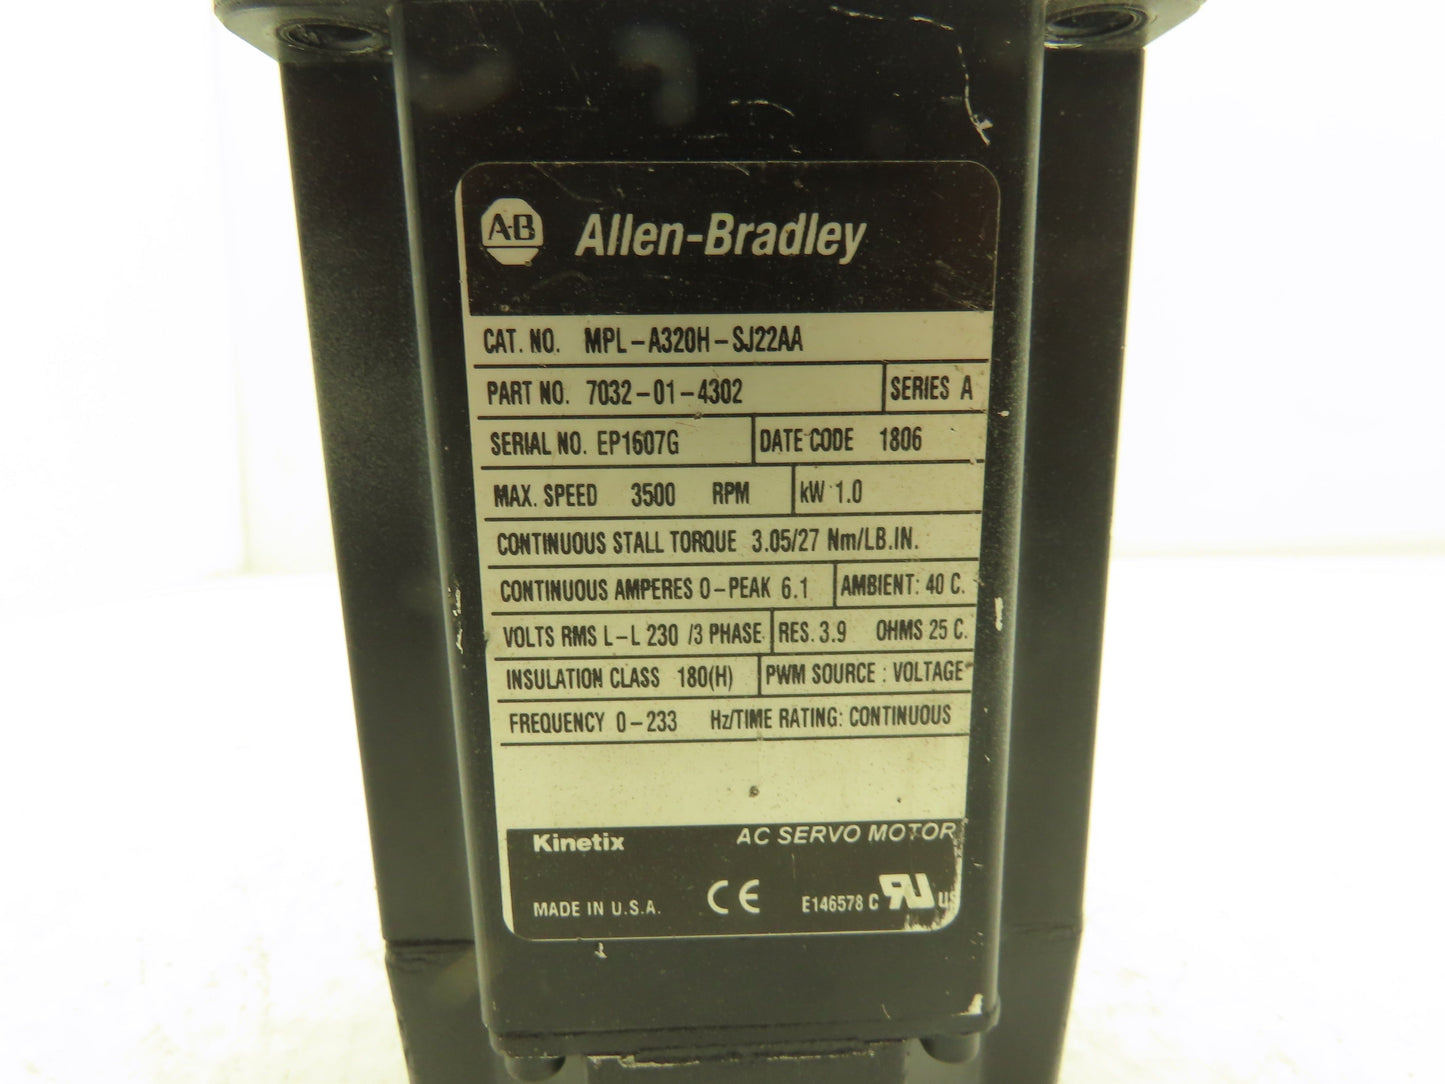 A-B Allen-Bradley
CAT. NO. MPL-A320H-SJ22AA
PART NO. 7032-01-4302 SERIES A
SERIAL NO. EP1607G DATE CODE 1806
MAX. SPEED 3500 RPM kW 1.0
CONTINUOUS STALL TORQUE 3.05/27 Nm/LB.IN.
CONTINUOUS AMPERES 0-PEAK 6.1 AMBIENT: 40 C.
VOLTS RMS L-L 230 /3 PHASE RES. 3.9 OHMS 25 C.
INSULATION CLASS 180(H) PWM SOURCE : VOLTAGE
FREQUENCY 0-233 Hz/TIME RATING: CONTINUOUS
Kinetix AC SERVO MOTOR
MADE IN U.S.A. CE E146578 C RU US